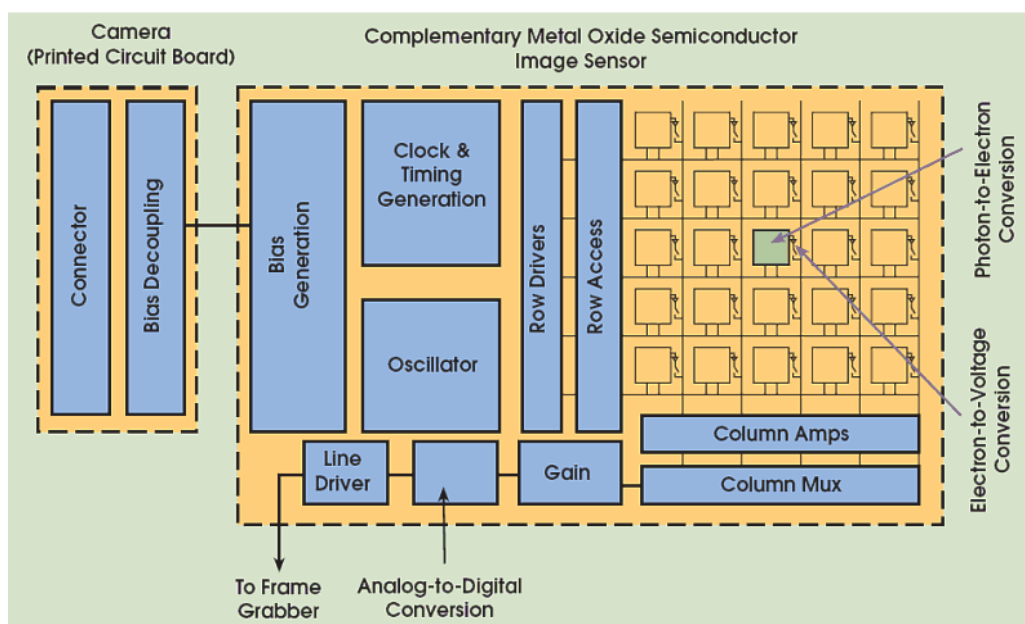 Camera
(Printed Circuit Board)
Complementary Metal Oxide Semiconductor
Image Sensor
Connector
Bias Decoupling
Bias
Generation
Clock &
Timing
Generation
Oscillator
Row Drivers
Row Access
Photon-to-Electron
Conversion
Electron-to-Voltage
Conversion
Column Amps
Column Mux
Gain
Line
Driver
To Frame
Grabber
Analog-to-Digital
Conversion